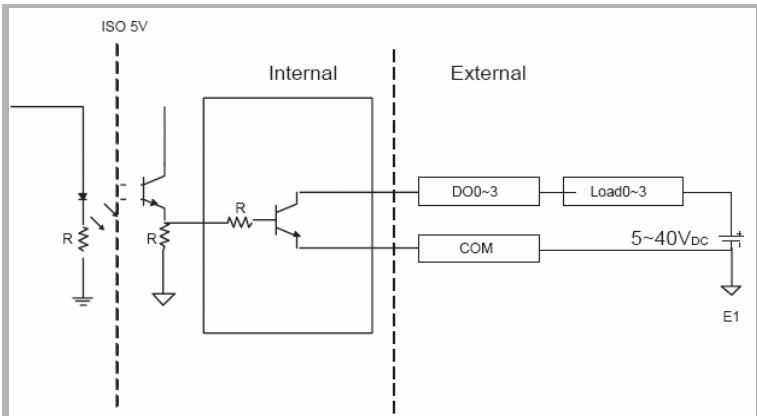 ISO 5V
Internal
External
DO0~3
Load0~3
R
R
R
COM
5~40VDC
E1